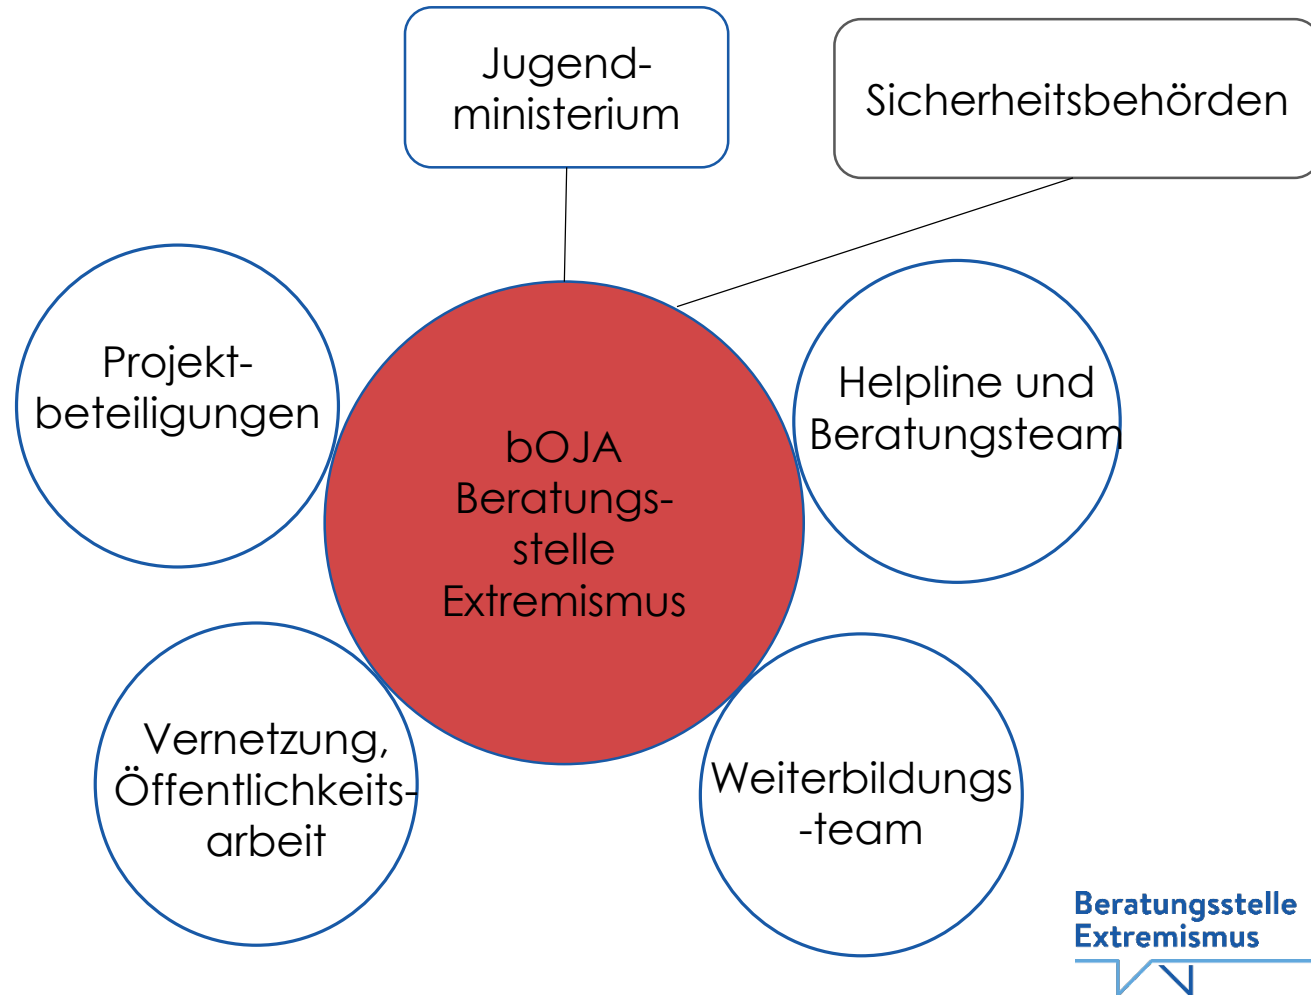 Jugend-
ministerium
Sicherheitsbehörden
Projekt-
beteiligungen
Helpline und
Beratungsteam
bOJA
Beratungs-
stelle
Extremismus
Vernetzung,
Öffentlichkeits-
arbeit
Weiterbildungs
-team
Beratungsstelle
Extremismus